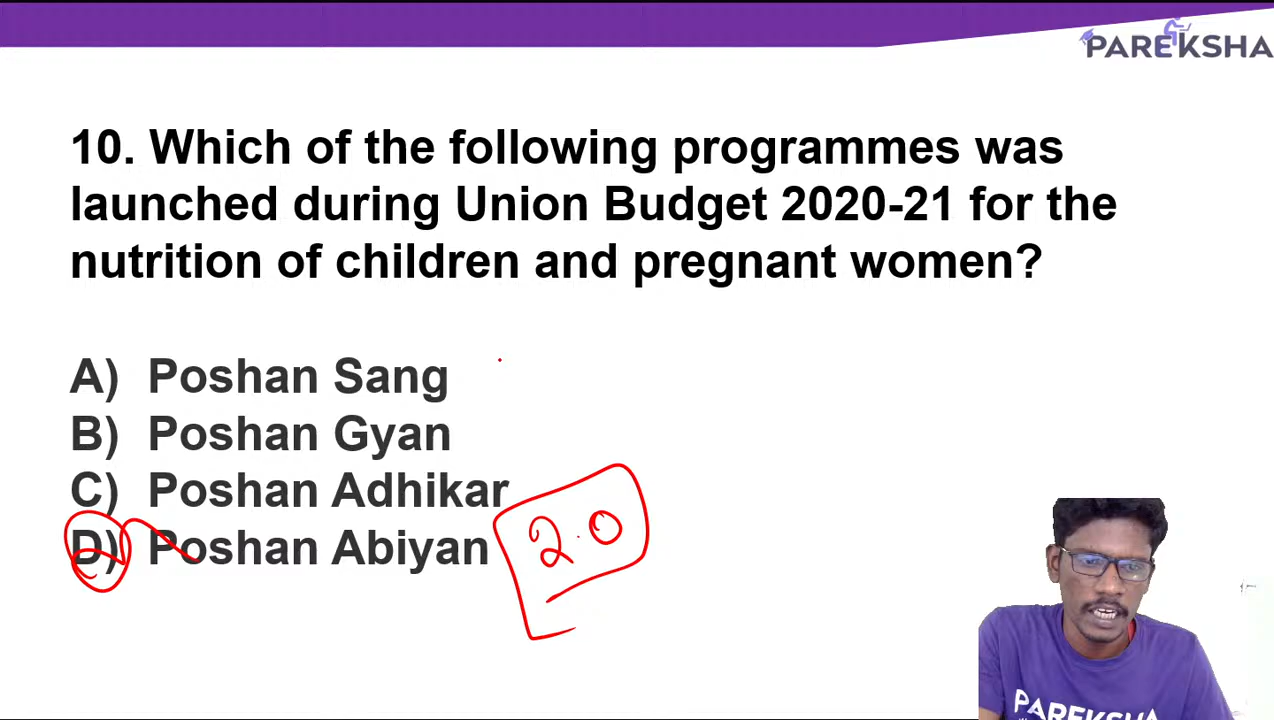 PAREKSHA
10. Which of the following programmes was
launched during Union Budget 2020-21 for the
nutrition of children and pregnant women?
A) Poshan Sang
B) Poshan Gyan
C) Poshan Adhikar
D) Poshan Abiyan
2.0
PAREKSHA